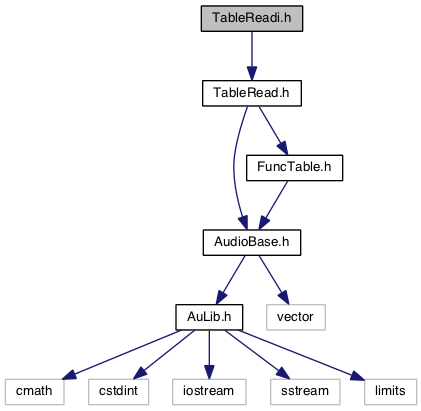 TableReadi.h
TableRead.h
FuncTable.h
AudioBase.h
AuLib.h
vector
cmath
cstdint
iostream
sstream
limits